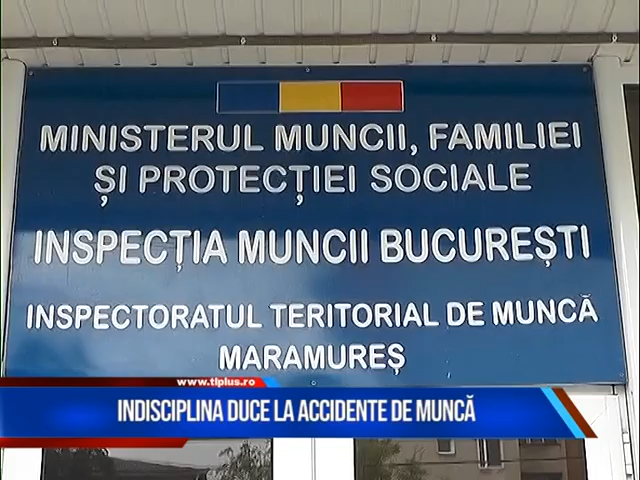 MINISTERUL MUNCII, FAMILIEI
ȘI PROTECȚIEI SOCIALE
INSPECȚIA MUNCII BUCUREȘTI
INSPECTORATUL TERITORIAL DE MUNCĂ
MARAMUREȘ
www.tlplus.ro
INDISCIPLINA DUCE LA ACCIDENTE DE MUNCĂ